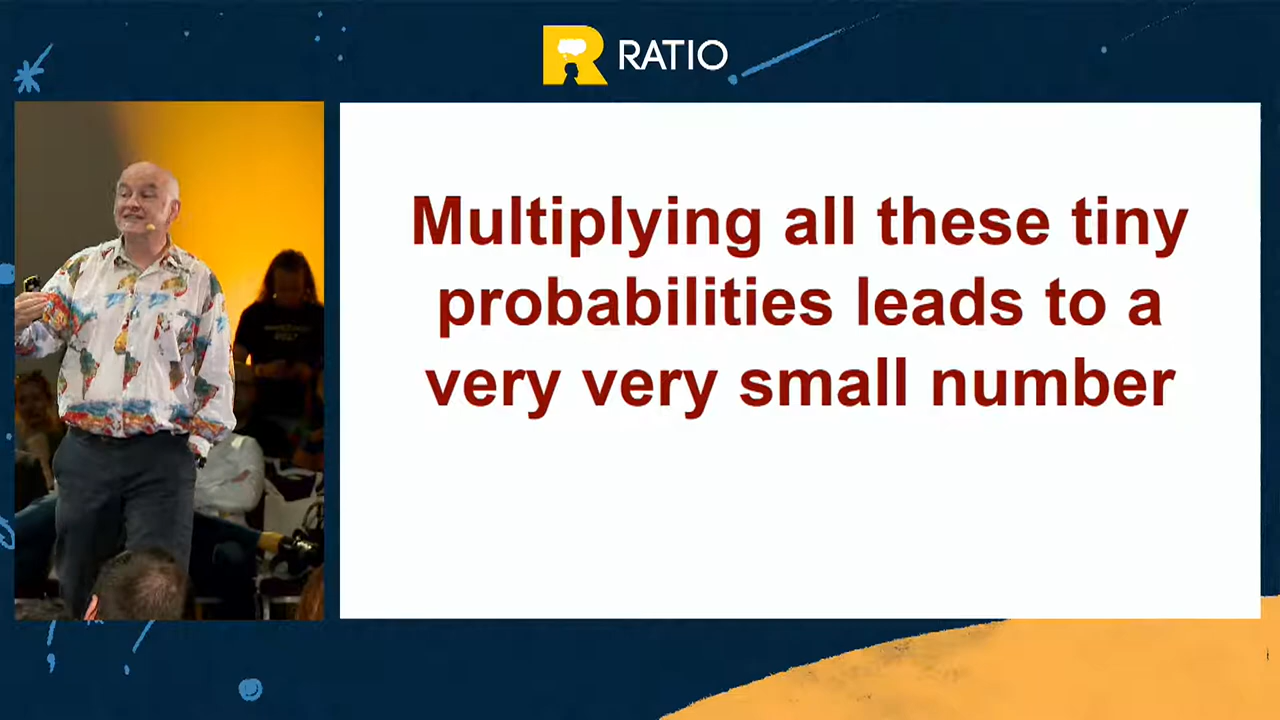 RATIO
Multiplying all these tiny
probabilities leads to a
very very small number